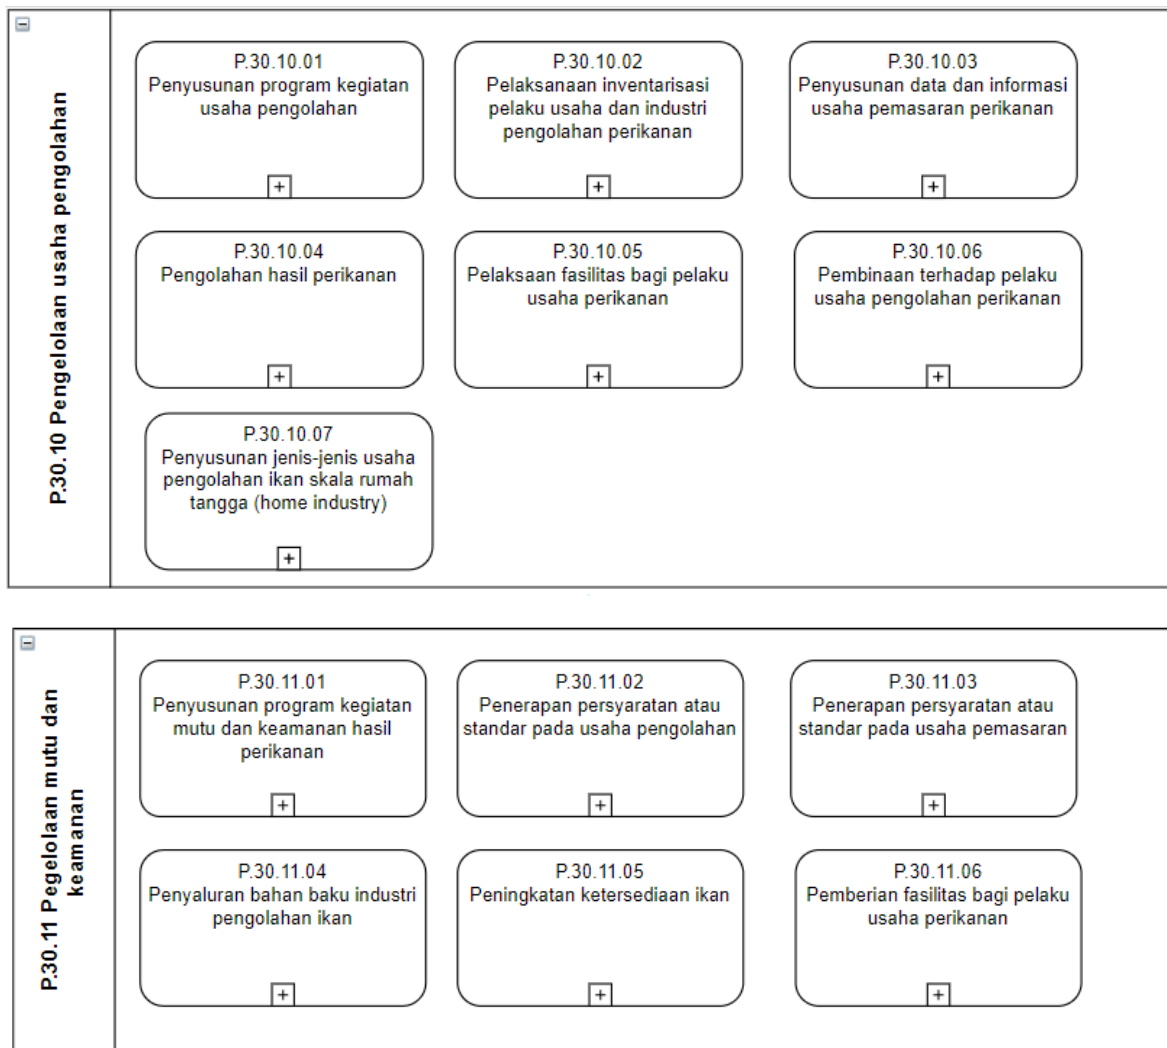 P.30.10 Pengelolaan usaha pengolahan
P.30.10.01
Penyusunan program kegiatan
usaha pengolahan
P.30.10.02
Pelaksanaan inventarisasi
pelaku usaha dan industri
pengolahan perikanan
P.30.10.03
Penyusunan data dan informasi
usaha pemasaran perikanan
P.30.10.04
Pengolahan hasil perikanan
P.30.10.05
Pelaksaan fasilitas bagi pelaku
usaha perikanan
P.30.10.06
Pembinaan terhadap pelaku
usaha pengolahan perikanan
P.30.10.07
Penyusunan jenis-jenis usaha
pengolahan ikan skala rumah
tangga (home industry)
P.30.11 Pegelolaan mutu dan
keamanan
P.30.11.01
Penyusunan program kegiatan
mutu dan keamanan hasil
perikanan
P.30.11.02
Penerapan persyaratan atau
standar pada usaha pengolahan
P.30.11.03
Penerapan persyaratan atau
standar pada usaha pemasaran
P.30.11.04
Penyaluran bahan baku industri
pengolahan ikan
P.30.11.05
Peningkatan ketersediaan ikan
P.30.11.06
Pemberian fasilitas bagi pelaku
usaha perikanan